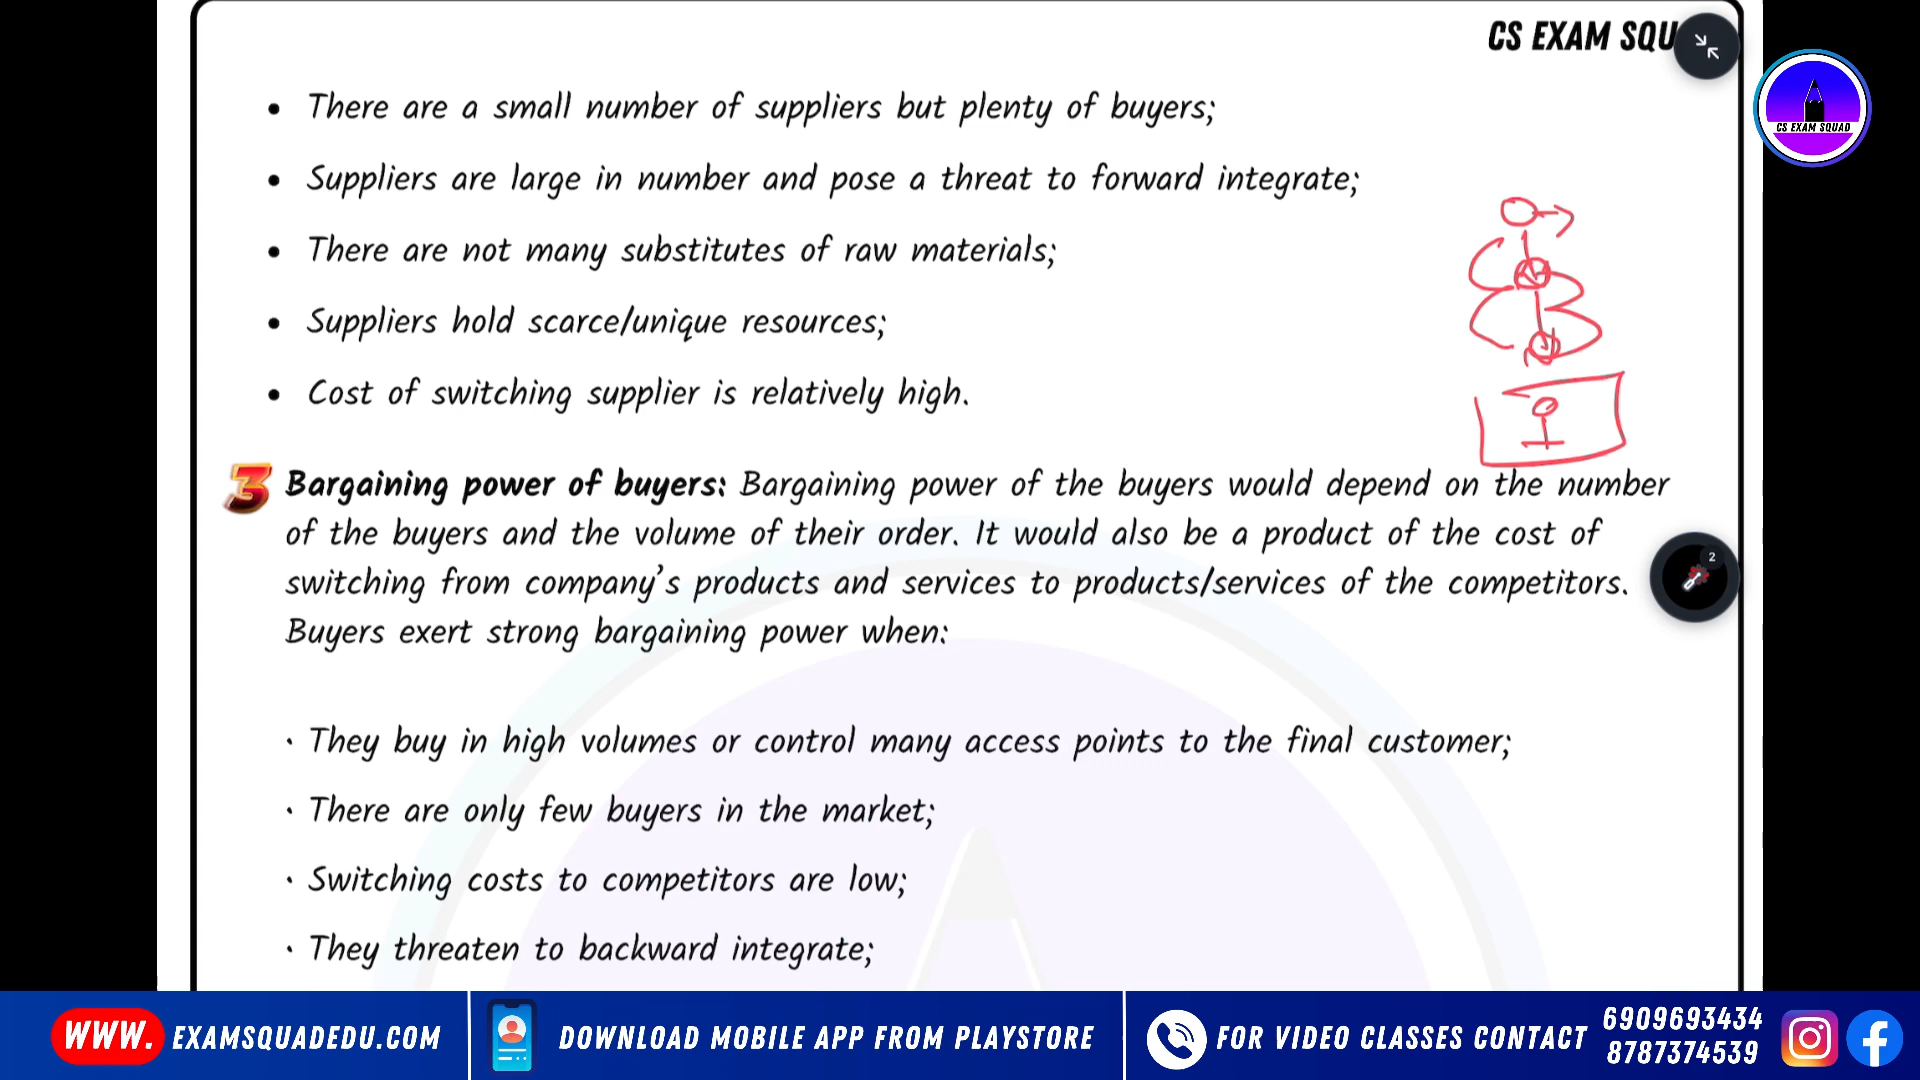 CS EXAM SQU
• There are a small number of suppliers but plenty of buyers;
• Suppliers are large in number and pose a threat to forward integrate;
• There are not many substitutes of raw materials;
• Suppliers hold scarce/unique resources;
• Cost of switching supplier is relatively high.
CS EXAM SQUAD
3 Bargaining power of buyers: Bargaining power of the buyers would depend on the number
of the buyers and the volume of their order. It would also be a product of the cost of
switching from company's products and services to products/services of the competitors.
Buyers exert strong bargaining power when:
2
· They buy in high volumes or control many access points to the final customer;
· There are only few buyers in the market;
· Switching costs to competitors are low;
· They threaten to backward integrate;
WWW. EXAMSQUADEDU.COM
DOWNLOAD MOBILE APP FROM PLAYSTORE
FOR VIDEO CLASSES CONTACT
6909693434
8787374539